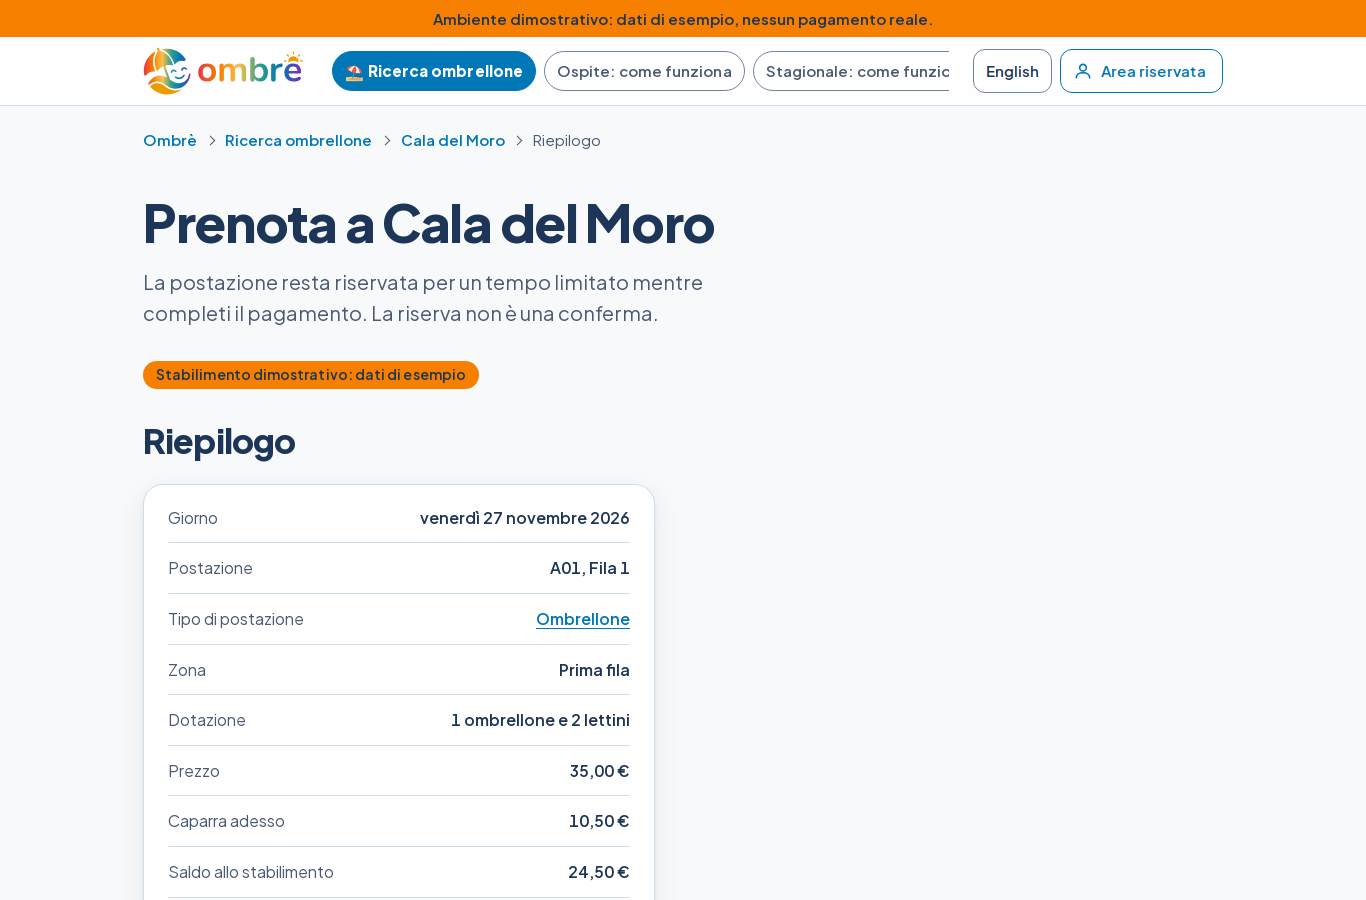 Ambiente dimostrativo: dati di esempio, nessun pagamento reale.
ombrè
Ricerca ombrellone
Ospite: come funziona
Stagionale: come funzio
English
Area riservata
Ombrè > Ricerca ombrellone > Cala del Moro > Riepilogo
Prenota a Cala del Moro
La postazione resta riservata per un tempo limitato mentre
completi il pagamento. La riserva non è una conferma.
Stabilimento dimostrativo: dati di esempio
Riepilogo
Giorno venerdì 27 novembre 2026
Postazione A01, Fila 1
Tipo di postazione Ombrellone
Zona Prima fila
Dotazione 1 ombrellone e 2 lettini
Prezzo 35,00 €
Caparra adesso 10,50 €
Saldo allo stabilimento 24,50 €